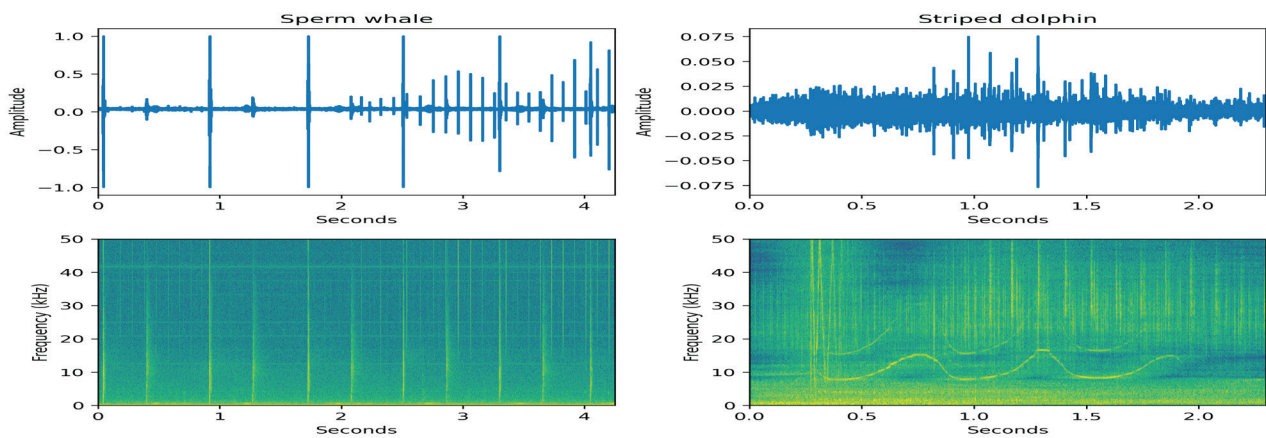 Sperm whale
1.0
0.5
0.0
−0.5
−1.0
Amplitude
0 1 2 3 4
Seconds
Striped dolphin
0.075
0.050
0.025
0.000
−0.025
−0.050
−0.075
Amplitude
0.0 0.5 1.0 1.5 2.0
Seconds
50
40
30
20
10
0
Frequency (kHz)
0 1 2 3 4
Seconds
50
40
30
20
10
0
Frequency (kHz)
0.0 0.5 1.0 1.5 2.0
Seconds